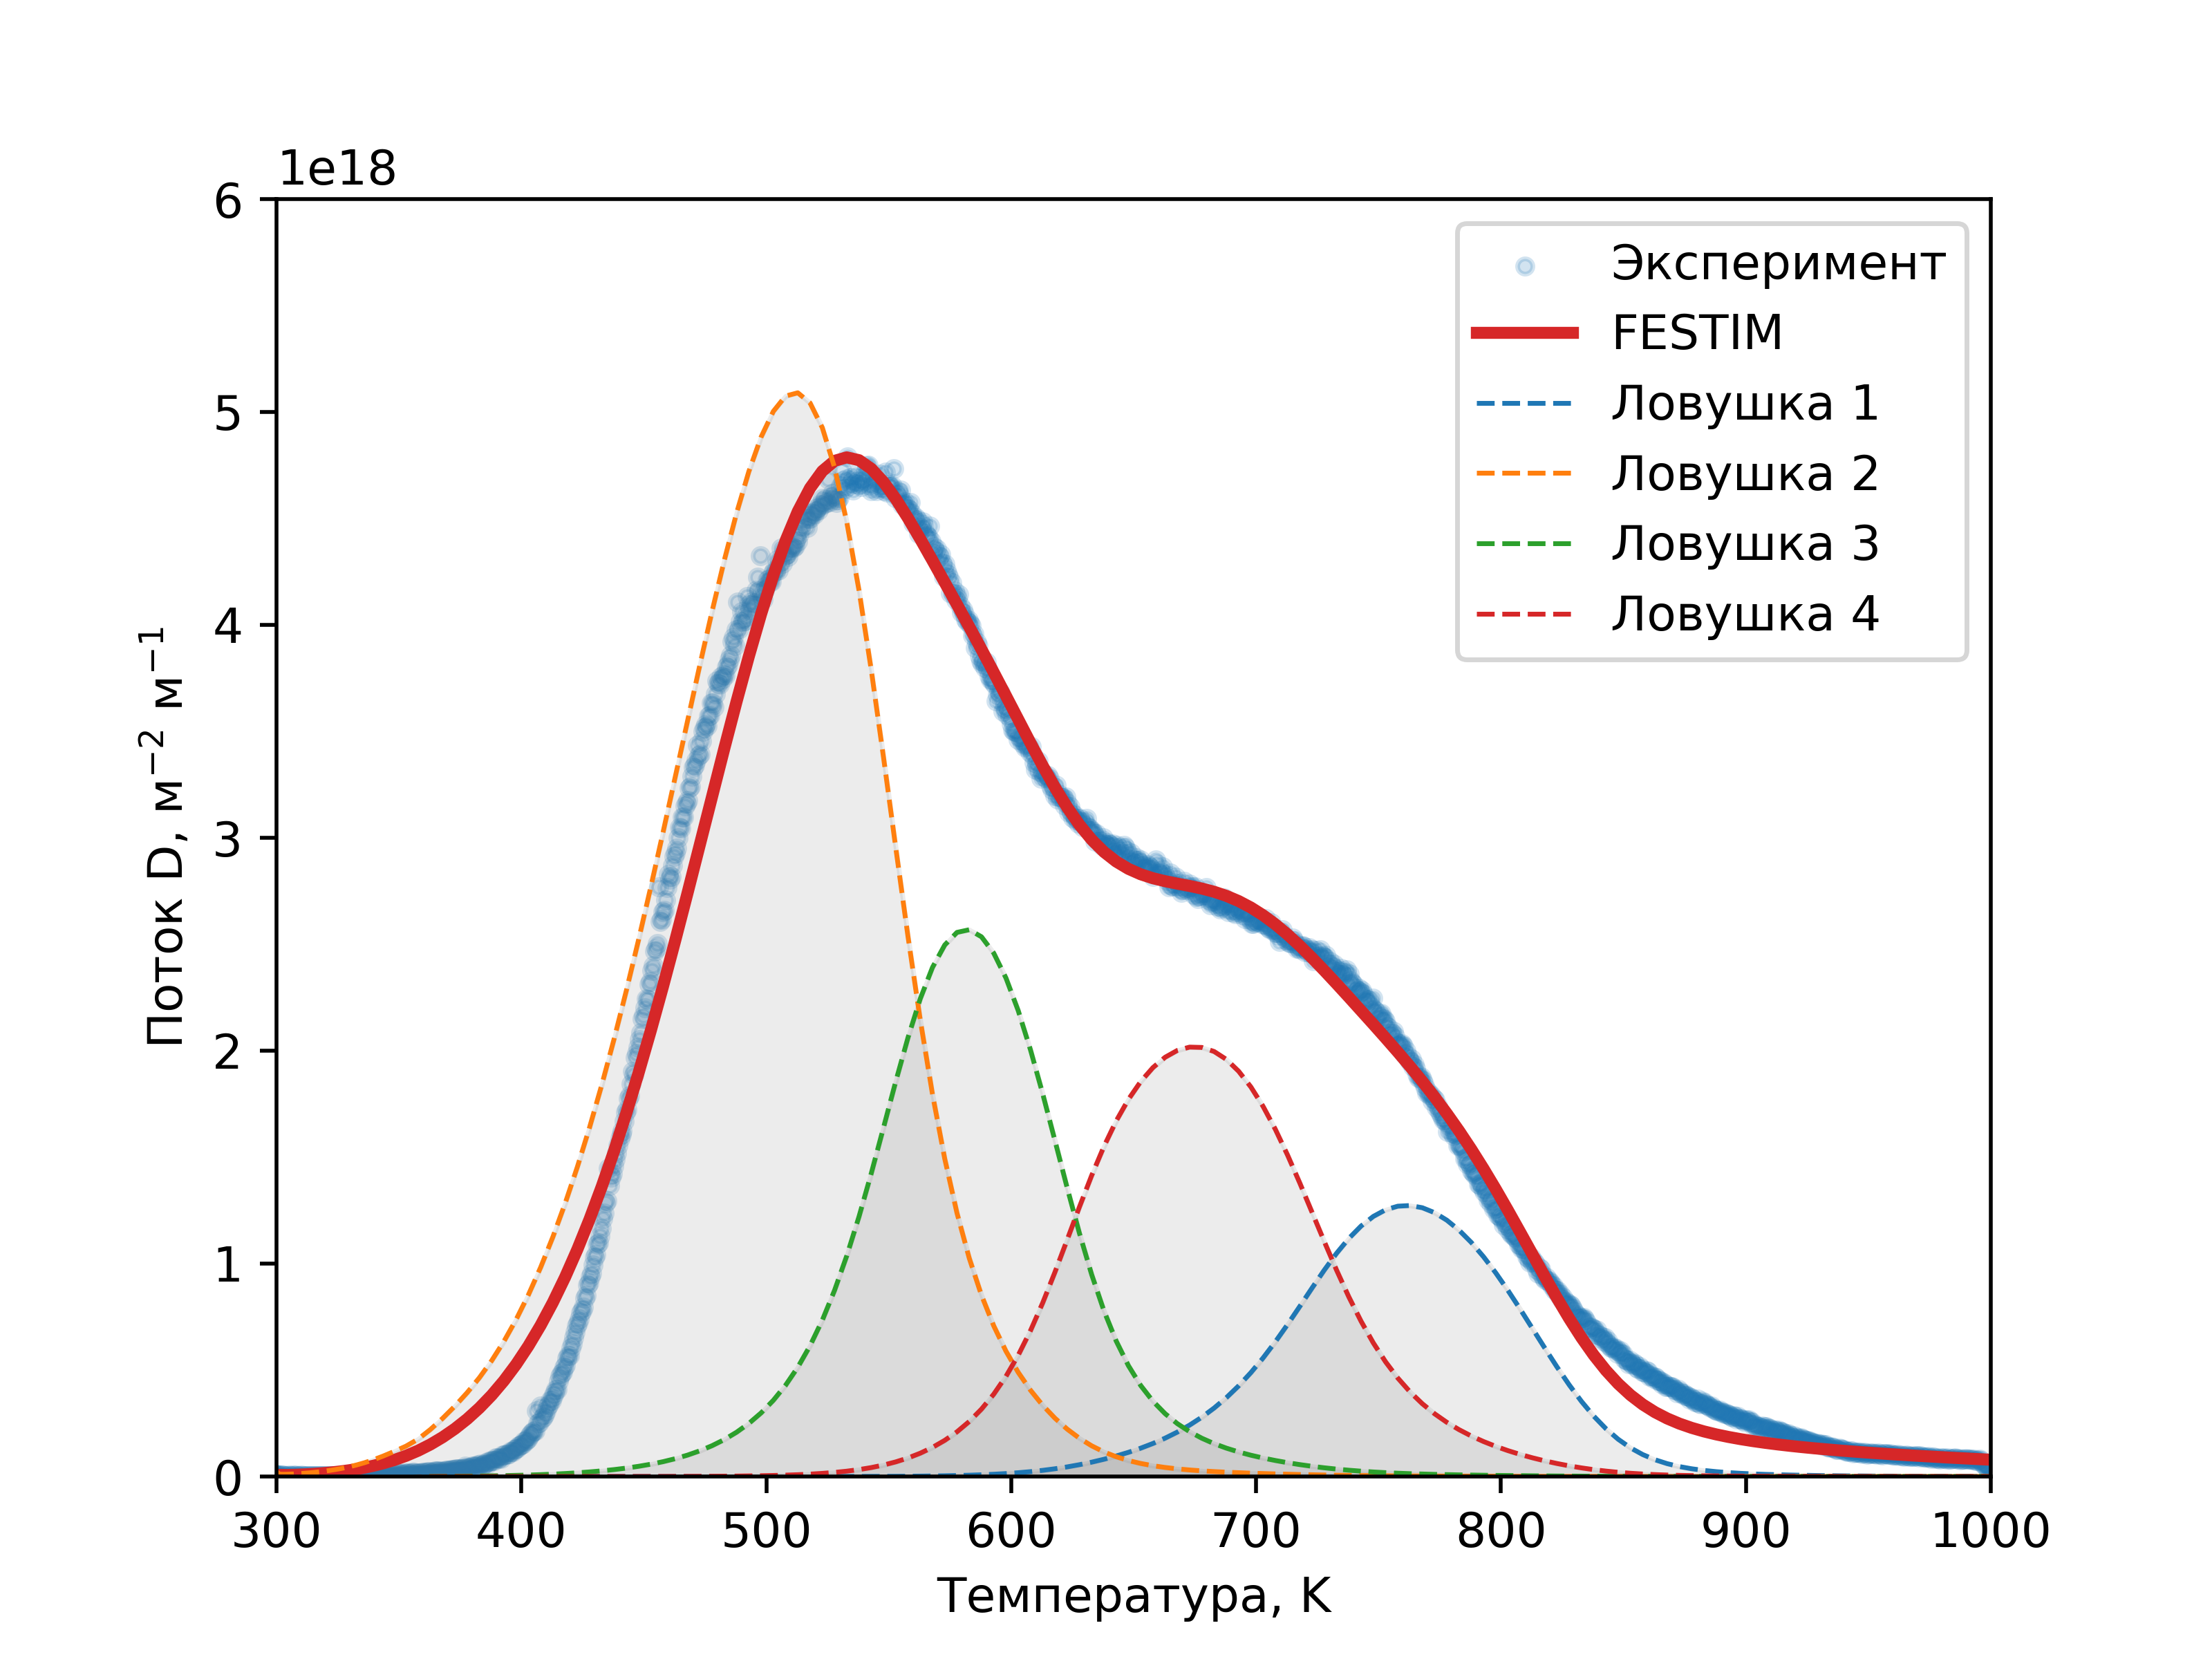 1e18
6
5
4
3
2
1
0
300 400 500 600 700 800 900 1000
Поток D, м⁻² м⁻¹
Температура, K
Эксперимент
FESTIM
Ловушка 1
Ловушка 2
Ловушка 3
Ловушка 4